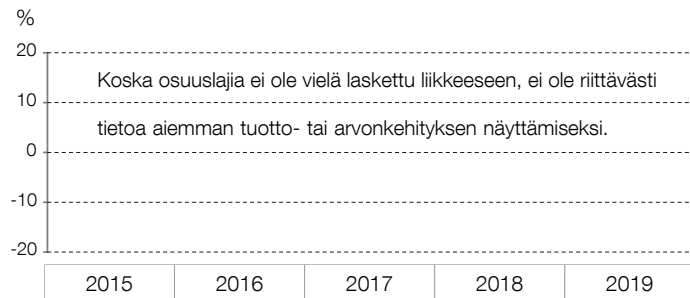 %
20
Koska osuuslajia ei ole vielä laskettu liikkeeseen, ei ole riittävästi
10
tietoa aiemman tuotto- tai arvonkehityksen näyttämiseksi.
0
-10
-20
2015 2016 2017 2018 2019